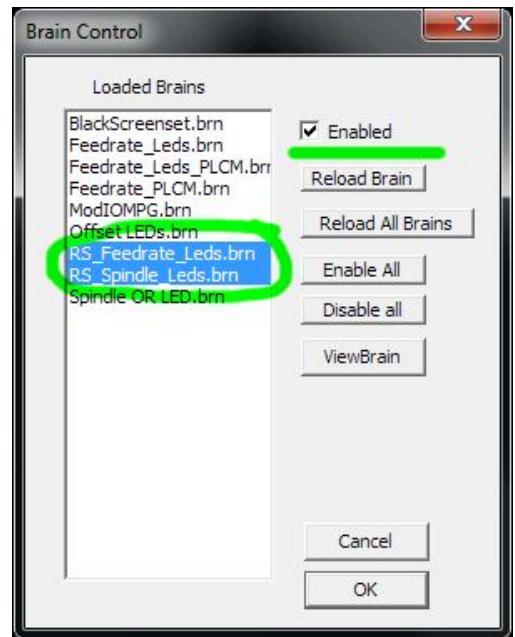 Brain Control
X
Loaded Brains
BlackScreenset.brn
Feedrate_Leds.brn
Feedrate_Leds_PLCM.brn
Feedrate_PLCM.brn
ModIOMPG.brn
Offset LEDs.brn
RS_Feedrate_Leds.brn
RS_Spindle_Leds.brn
Spindle OR LED.brn
Enabled
Reload Brain
Reload All Brains
Enable All
Disable all
ViewBrain
Cancel
OK